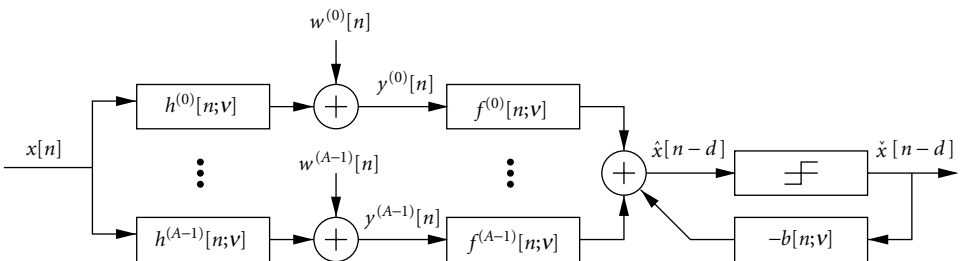 w⁽⁰⁾[n]
h⁽⁰⁾[n;ν]
y⁽⁰⁾[n]
f⁽⁰⁾[n;ν]
x[n]
w⁽ᴬ⁻¹⁾[n]
x̂[n − d]
x̌[n − d]
h⁽ᴬ⁻¹⁾[n;ν]
y⁽ᴬ⁻¹⁾[n]
f⁽ᴬ⁻¹⁾[n;ν]
−b[n;ν]